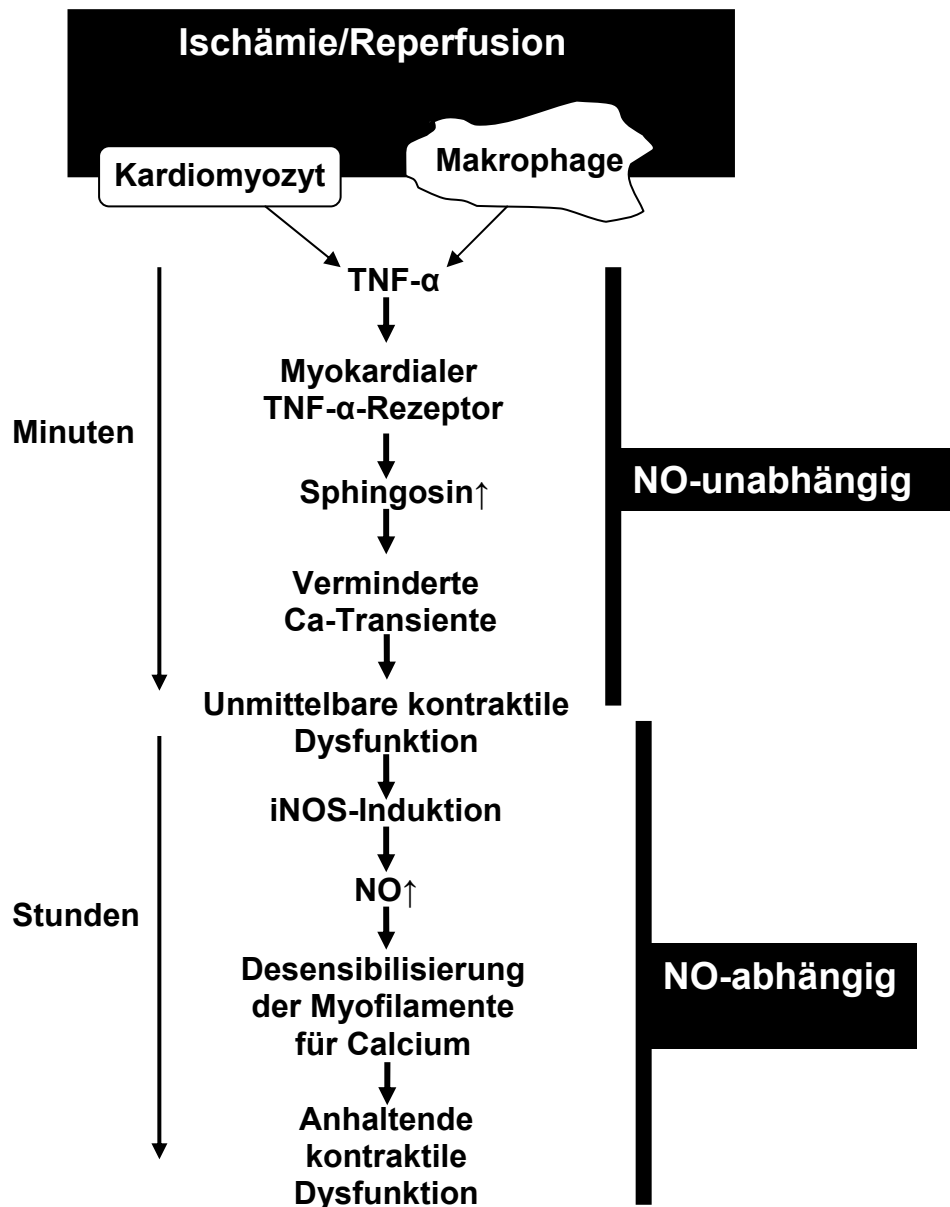 Ischämie/Reperfusion
Kardiomyozyt
Makrophage
TNF-α
Myokardialer
TNF-α-Rezeptor
Minuten
Sphingosin↑
NO-unabhängig
Verminderte
Ca-Transiente
Unmittelbare kontraktile
Dysfunktion
iNOS-Induktion
NO↑
Stunden
Desensibilisierung
der Myofilamente
für Calcium
NO-abhängig
Anhaltende
kontraktile
Dysfunktion